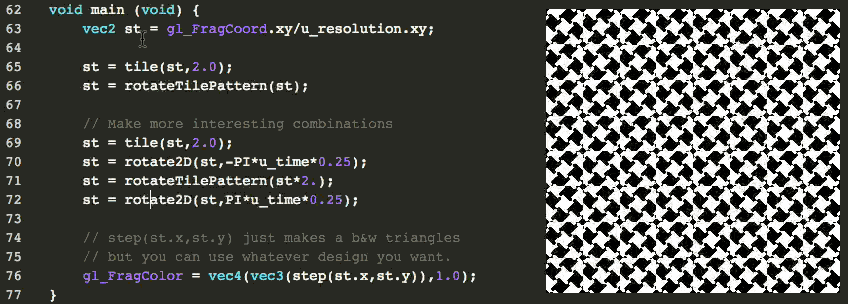 62 void main (void) {
63     vec2 st = gl_FragCoord.xy/u_resolution.xy;
64
65     st = tile(st,2.0);
66     st = rotateTilePattern(st);
67
68     // Make more interesting combinations
69     st = tile(st,2.0);
70     st = rotate2D(st,-PI*u_time*0.25);
71     st = rotateTilePattern(st*2.);
72     st = rotate2D(st,PI*u_time*0.25);
73
74     // step(st.x,st.y) just makes a b&w triangles
75     // but you can use whatever design you want.
76     gl_FragColor = vec4(vec3(step(st.x,st.y)),1.0);
77 }